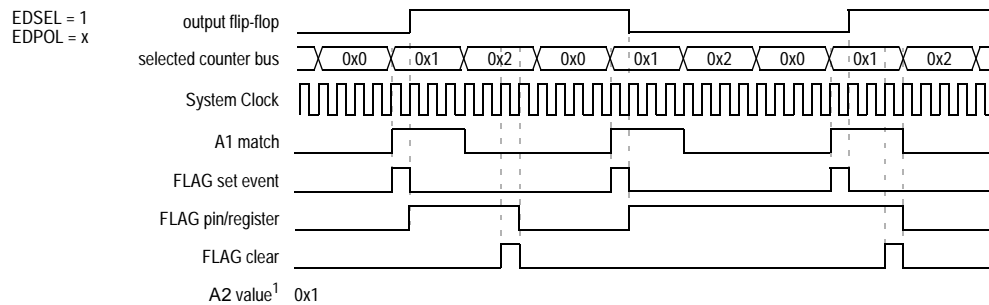 EDSEL = 1
EDPOL = x
output flip-flop
selected counter bus 0x0 0x1 0x2 0x0 0x1 0x2 0x0 0x1 0x2
System Clock
A1 match
FLAG set event
FLAG pin/register
FLAG clear
A2 value1 0x1